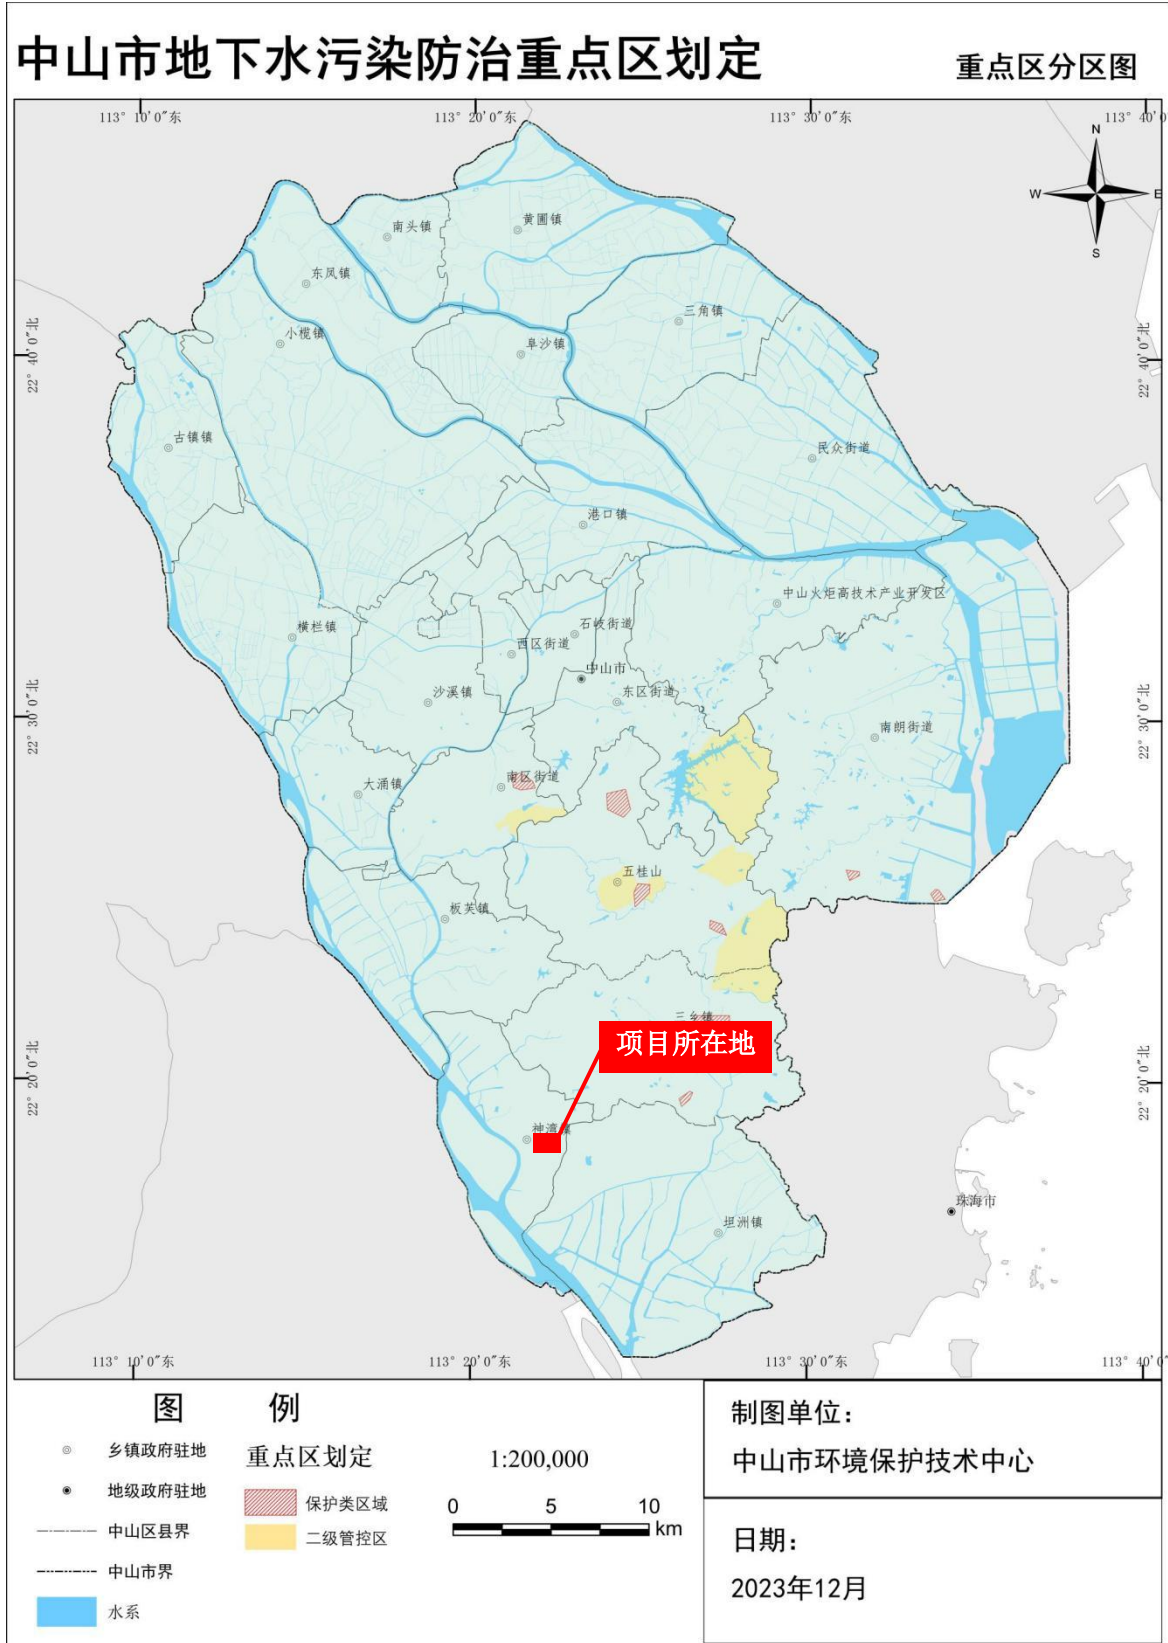 中山市地下水污染防治重点区划定
重点区分区图
113° 10′0″东
113° 20′0″东
113° 30′0″东
113° 40′0″
N
W
E
S
黄圃镇
南头镇
东凤镇
三角镇
小榄镇
阜沙镇
22° 40′0″北
22° 40′0″北
古镇镇
民众街道
港口镇
中山火炬高技术产业开发区
横栏镇
石岐街道
西区街道
中山市
沙溪镇
东区街道
22° 30′0″北
22° 30′0″北
南朗街道
大涌镇
南区街道
五桂山
板芙镇
三乡镇
项目所在地
22° 20′0″北
22° 20′0″北
神湾镇
珠海市
坦洲镇
113° 10′0″东
113° 20′0″东
113° 30′0″东
113° 40′0″
图 例
乡镇政府驻地
地级政府驻地
中山区县界
中山市界
水系
重点区划定
保护类区域
二级管控区
1:200,000
0 5 10
km
制图单位：
中山市环境保护技术中心
日期：
2023年12月